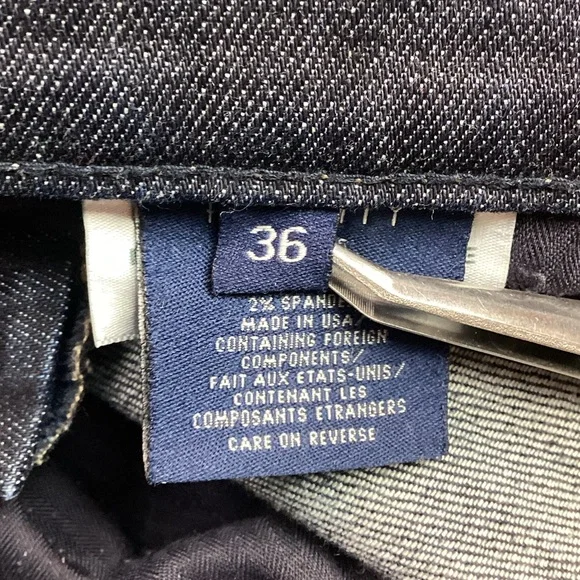 36
2% SPANDE
MADE IN USA/
CONTAINING FOREIGN
COMPONENTS/
FAIT AUX ETATS-UNIS/
CONTENANT LES
COMPOSANTS ETRANGERS
CARE ON REVERSE